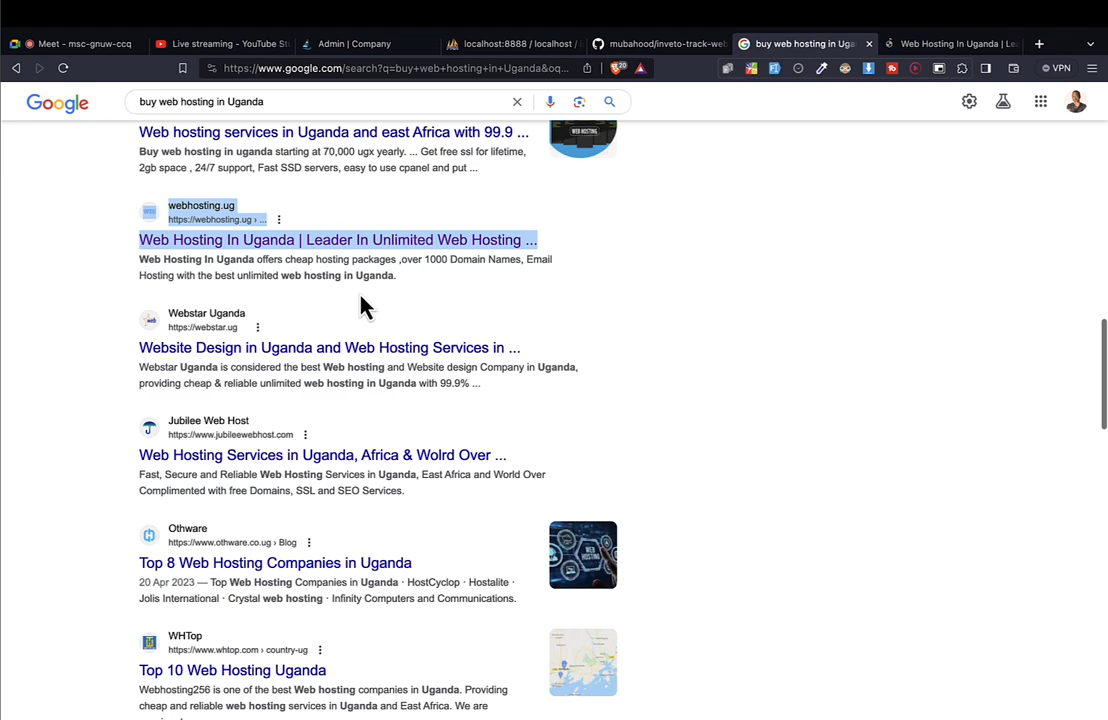 Meet - msc-gnuw-ccq
Live streaming - YouTube St
Admin | Company
localhost:8888 / localhost /
mubahood/inveto-track-web
buy web hosting in Uga
Web Hosting In Uganda | Lea
https://www.google.com/search?q=buy+web+hosting+in+Uganda&oq...
20
VPN
Google
buy web hosting in Uganda
Web hosting services in Uganda and east Africa with 99.9 ...
Buy web hosting in uganda starting at 70,000 ugx yearly. ... Get free ssl for lifetime,
2gb space , 24/7 support, Fast SSD servers, easy to use cpanel and put ...
WEB HOSTING
webhosting.ug
https://webhosting.ug › ...
Web Hosting In Uganda | Leader In Unlimited Web Hosting ...
Web Hosting In Uganda offers cheap hosting packages ,over 1000 Domain Names, Email
Hosting with the best unlimited web hosting in Uganda.
Webstar Uganda
https://webstar.ug
Website Design in Uganda and Web Hosting Services in ...
Webstar Uganda is considered the best Web hosting and Website design Company in Uganda,
providing cheap & reliable unlimited web hosting in Uganda with 99.9% ...
Jubilee Web Host
https://www.jubileewebhost.com
Web Hosting Services in Uganda, Africa & Wolrd Over ...
Fast, Secure and Reliable Web Hosting Services in Uganda, East Africa and World Over
Complimented with free Domains, SSL and SEO Services.
Othware
https://www.othware.co.ug › Blog
Top 8 Web Hosting Companies in Uganda
20 Apr 2023 — Top Web Hosting Companies in Uganda · HostCyclop · Hostalite ·
Jolis International · Crystal web hosting · Infinity Computers and Communications.
WEB HOSTING
WHTop
https://www.whtop.com › country-ug
Top 10 Web Hosting Uganda
Webhosting256 is one of the best Web hosting companies in Uganda. Providing
cheap and reliable web hosting services in Uganda and East Africa. We are